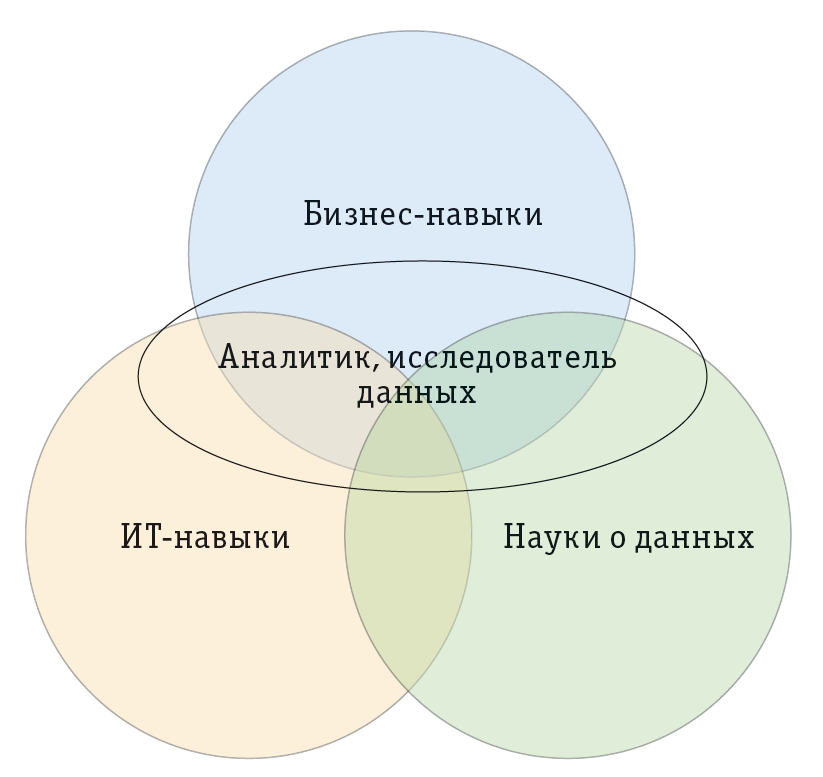 Бизнес-навыки
Аналитик, исследователь
данных
ИТ-навыки
Науки о данных